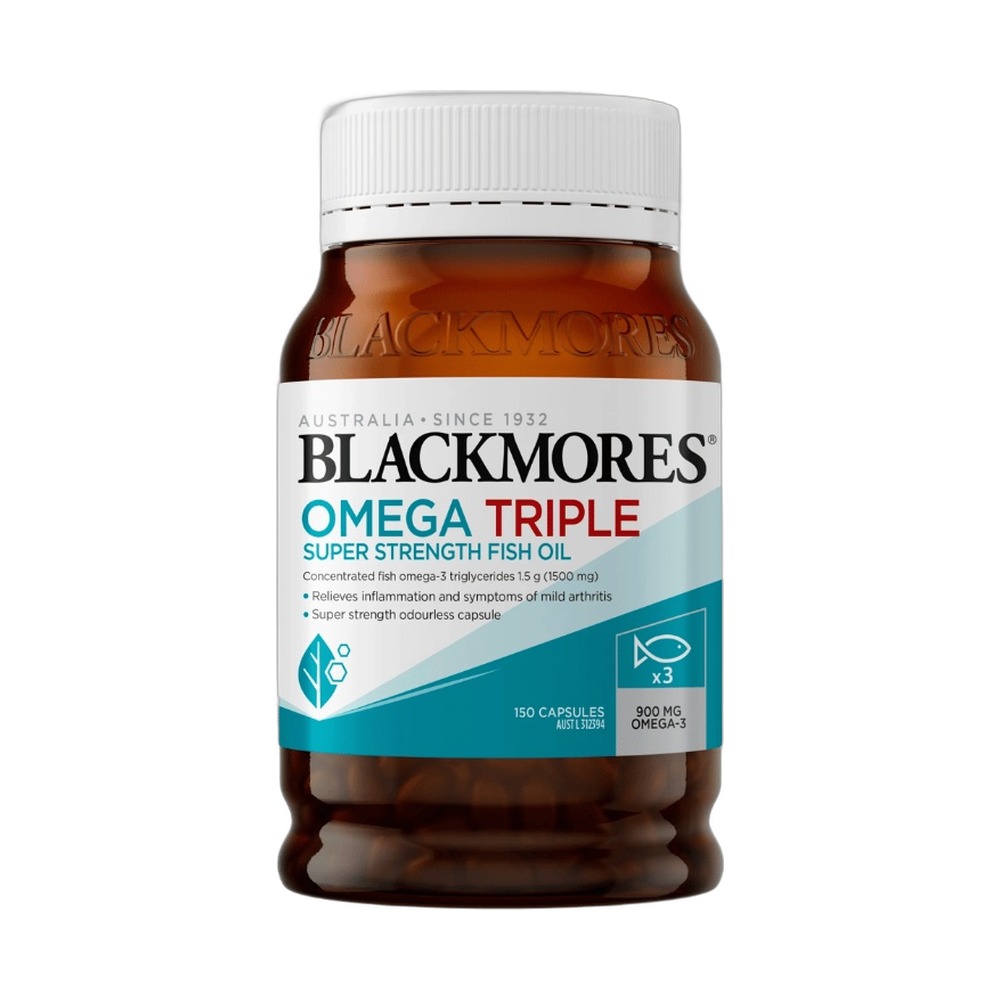 BLACKMORES
AUSTRALIA • SINCE 1932
BLACKMORES®
OMEGA TRIPLE
SUPER STRENGTH FISH OIL
Concentrated fish omega-3 triglycerides 1.5 g (1500 mg)
• Relieves inflammation and symptoms of mild arthritis
• Super strength odourless capsule
x3
150 CAPSULES
AUST L 312394
900 MG
OMEGA-3